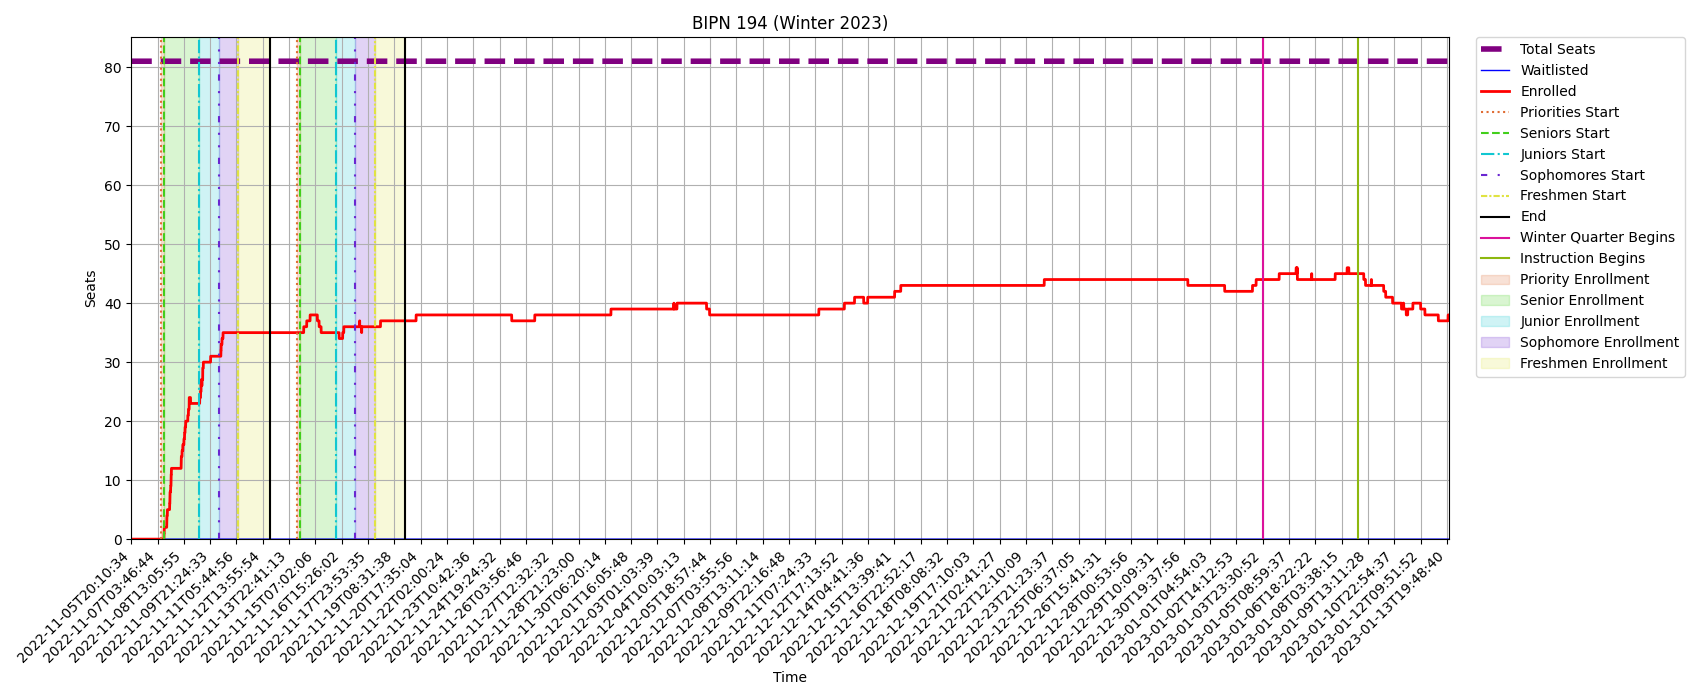 BIPN 194 (Winter 2023)
Seats
80
70
60
50
40
30
20
10
0
2022-11-05T20:10:34
2022-11-07T03:46:44
2022-11-08T13:05:55
2022-11-09T21:24:33
2022-11-11T05:44:56
2022-11-12T13:55:54
2022-11-13T22:41:13
2022-11-15T07:02:06
2022-11-16T15:26:02
2022-11-17T23:53:35
2022-11-19T08:31:38
2022-11-20T17:35:04
2022-11-22T02:00:24
2022-11-23T10:42:36
2022-11-24T19:24:32
2022-11-26T03:56:46
2022-11-27T12:32:32
2022-11-28T21:23:00
2022-11-30T06:20:14
2022-12-01T16:05:48
2022-12-03T01:03:39
2022-12-04T10:03:13
2022-12-05T18:57:44
2022-12-07T03:55:56
2022-12-08T13:11:14
2022-12-09T22:16:48
2022-12-11T07:24:33
2022-12-12T17:13:52
2022-12-14T04:41:36
2022-12-15T13:39:41
2022-12-16T22:52:17
2022-12-18T08:08:32
2022-12-19T17:10:03
2022-12-21T02:41:27
2022-12-22T12:10:09
2022-12-23T21:23:37
2022-12-25T06:37:05
2022-12-26T15:41:31
2022-12-28T00:53:56
2022-12-29T10:09:31
2022-12-30T19:37:56
2023-01-01T04:54:03
2023-01-02T14:12:53
2023-01-03T23:30:52
2023-01-05T08:59:37
2023-01-06T18:22:22
2023-01-08T03:38:15
2023-01-09T13:11:28
2023-01-10T22:54:37
2023-01-12T09:51:52
2023-01-13T19:48:40
Time
Total Seats
Waitlisted
Enrolled
Priorities Start
Seniors Start
Juniors Start
Sophomores Start
Freshmen Start
End
Winter Quarter Begins
Instruction Begins
Priority Enrollment
Senior Enrollment
Junior Enrollment
Sophomore Enrollment
Freshmen Enrollment